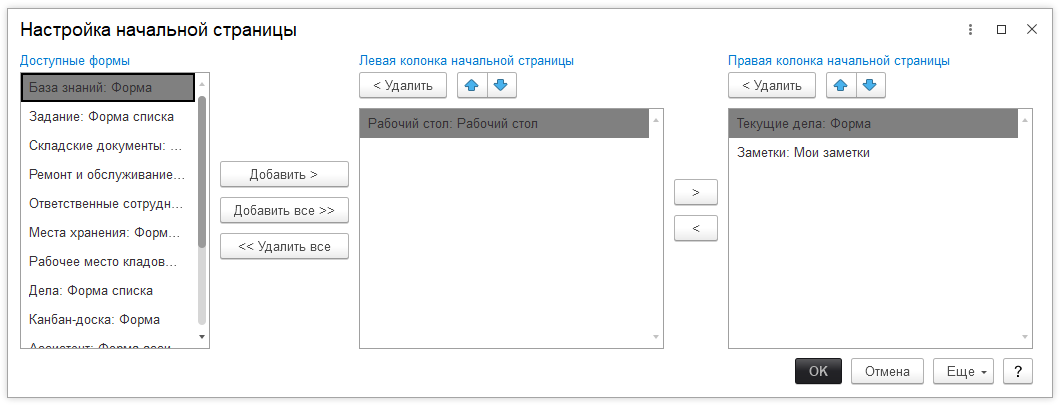 Настройка начальной страницы
Доступные формы
База знаний: Форма
Задание: Форма списка
Складские документы: ...
Ремонт и обслуживание...
Ответственные сотрудн...
Места хранения: Форм...
Рабочее место кладов...
Дела: Форма списка
Канбан-доска: Форма
Добавить >
Добавить все >>
<< Удалить все
Левая колонка начальной страницы
< Удалить
Рабочий стол: Рабочий стол
>
<
Правая колонка начальной страницы
< Удалить
Текущие дела: Форма
Заметки: Мои заметки
OK
Отмена
Еще
?